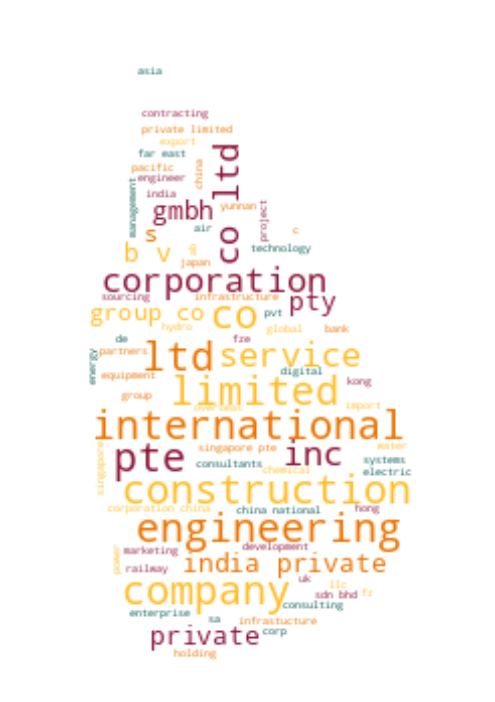 asia
contracting
private limited
export
far east
co ltd
pacific
china
engineer
management
india
gmbh
yunnan
project
s
air
c
b v
technology
japan
corporation
sourcing
infrastructure
pty
group co
co
pvt
hydro
global
bank
de
fze
energy
partners
ltd
service
equipment
digital
limited
kong
group
overseas
import
international
singapore
singapore pte
water
pte
inc
consultants
systems
chemical
electric
construction
corporation china
china national
hong
engineering
power
marketing
development
railway
india private
uk
company
llc
sdn bhd
fz
consulting
enterprise
sa
infrastucture
private
corp
holding